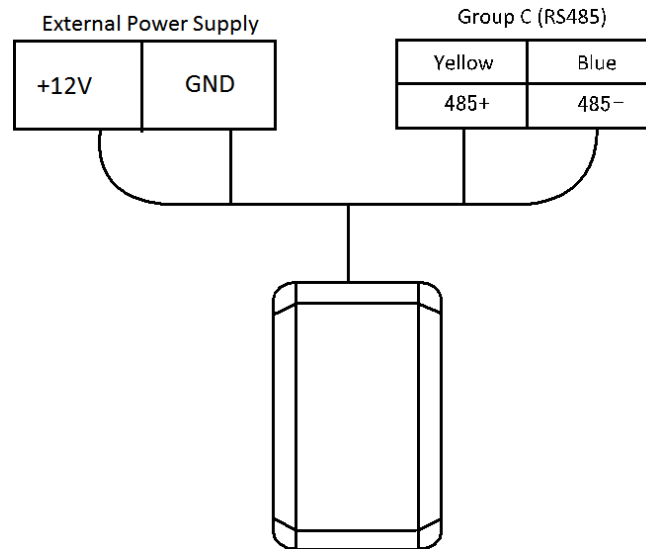 External Power Supply
+12V
GND
Group C (RS485)
Yellow
Blue
485+
485−